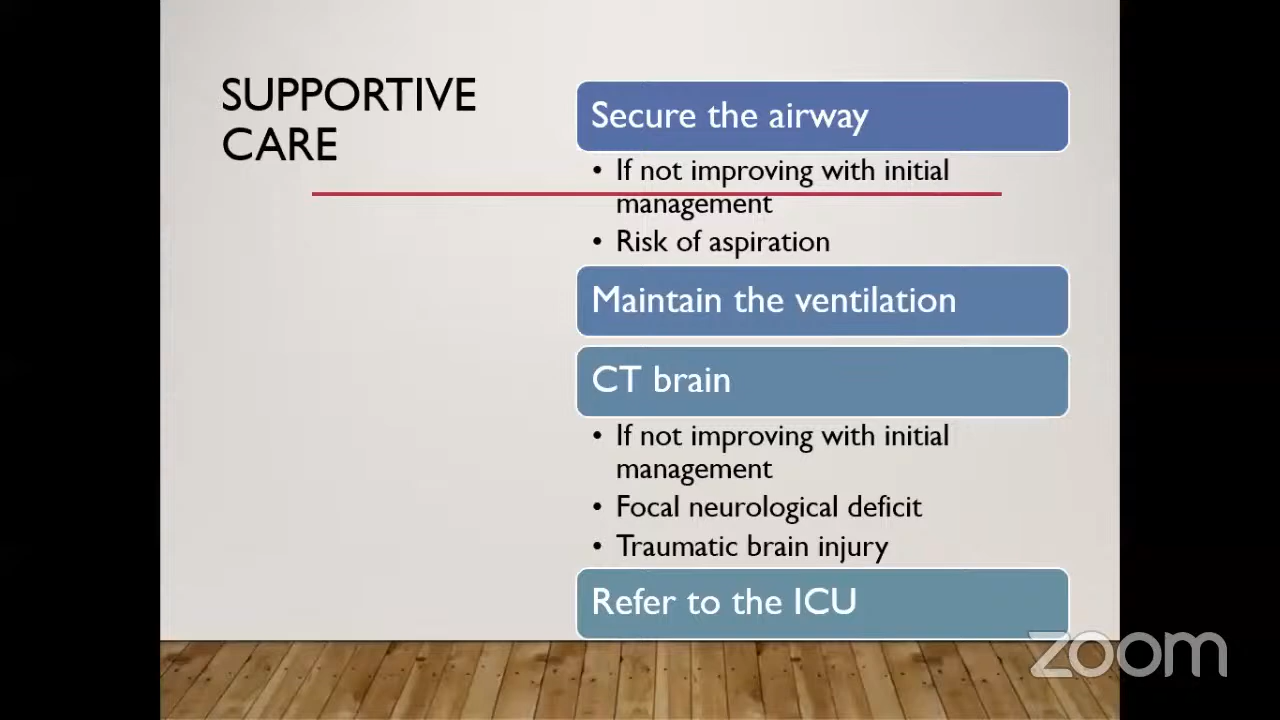 SUPPORTIVE
CARE
Secure the airway
• If not improving with initial
management
• Risk of aspiration
Maintain the ventilation
CT brain
• If not improving with initial
management
• Focal neurological deficit
• Traumatic brain injury
Refer to the ICU
zoom